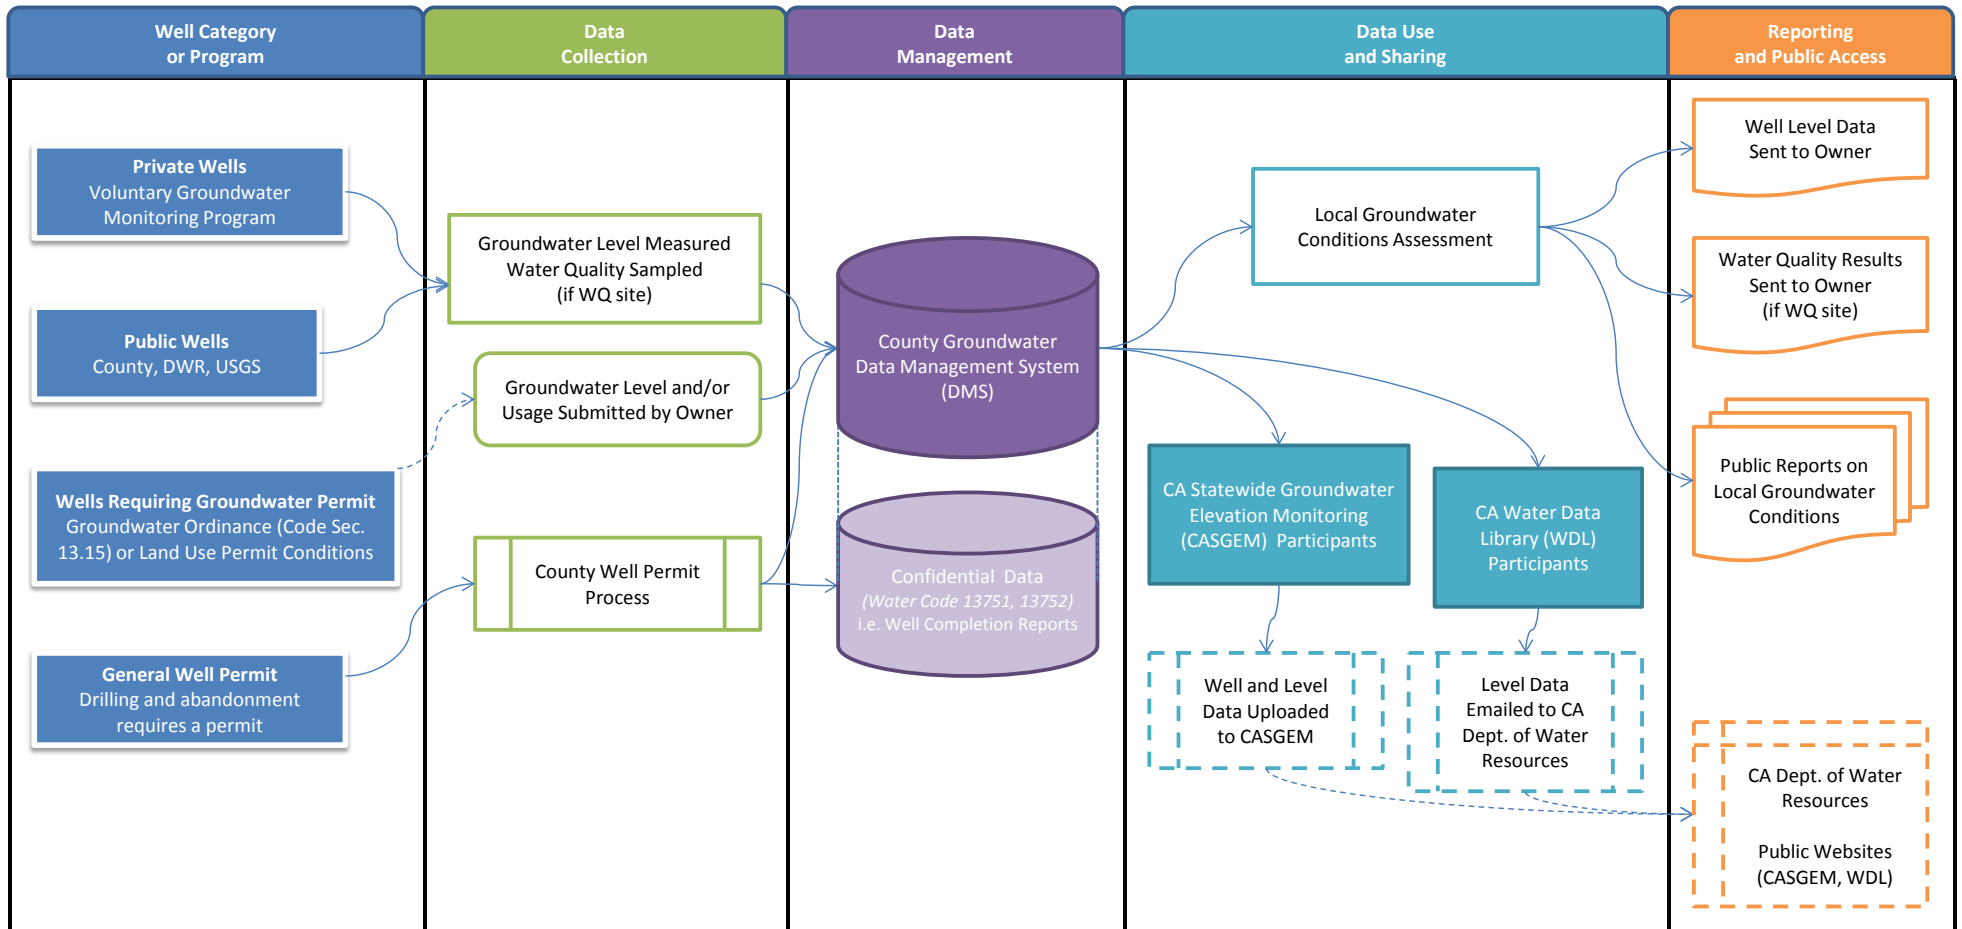 Well Category
or Program
Data
Collection
Data
Management
Data Use
and Sharing
Reporting
and Public Access
Private Wells
Voluntary Groundwater
Monitoring Program
Public Wells
County, DWR, USGS
Wells Requiring Groundwater Permit
Groundwater Ordinance (Code Sec.
13.15) or Land Use Permit Conditions
General Well Permit
Drilling and abandonment
requires a permit
Groundwater Level Measured
Water Quality Sampled
(if WQ site)
Groundwater Level and/or
Usage Submitted by Owner
County Well Permit
Process
County Groundwater
Data Management System
(DMS)
Confidential Data
(Water Code 13751, 13752)
i.e. Well Completion Reports
Local Groundwater
Conditions Assessment
CA Statewide Groundwater
Elevation Monitoring
(CASGEM) Participants
CA Water Data
Library (WDL)
Participants
Well and Level
Data Uploaded
to CASGEM
Level Data
Emailed to CA
Dept. of Water
Resources
Well Level Data
Sent to Owner
Water Quality Results
Sent to Owner
(if WQ site)
Public Reports on
Local Groundwater
Conditions
CA Dept. of Water
Resources
Public Websites
(CASGEM, WDL)